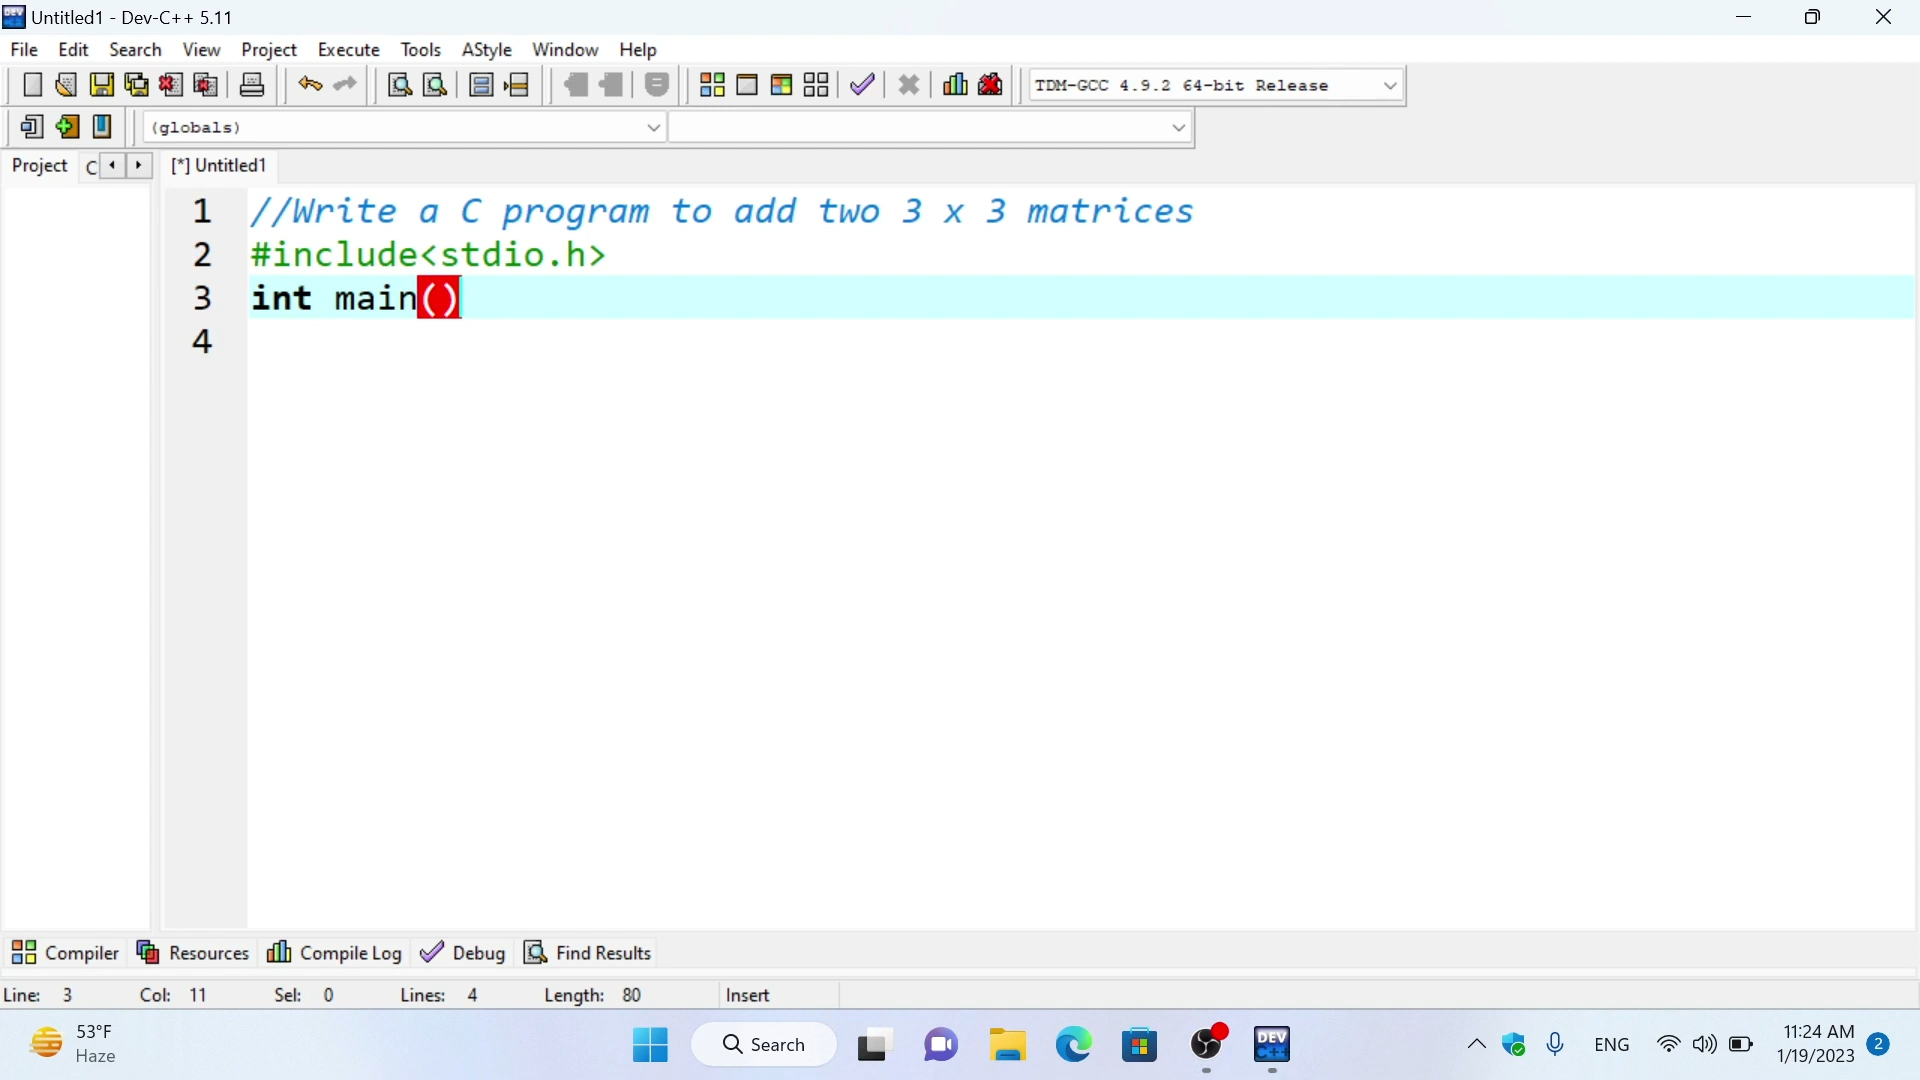 Untitled1 - Dev-C++ 5.11
File Edit Search View Project Execute Tools AStyle Window Help
TDM-GCC 4.9.2 64-bit Release
(globals)
Project C [*] Untitled1
1 //Write a C program to add two 3 x 3 matrices
2 #include<stdio.h>
3 int main()
4
Compiler Resources Compile Log Debug Find Results
Line: 3 Col: 11 Sel: 0 Lines: 4 Length: 80 Insert
53°F
Haze
Search
DEV
C++
ENG
11:24 AM
1/19/2023
2